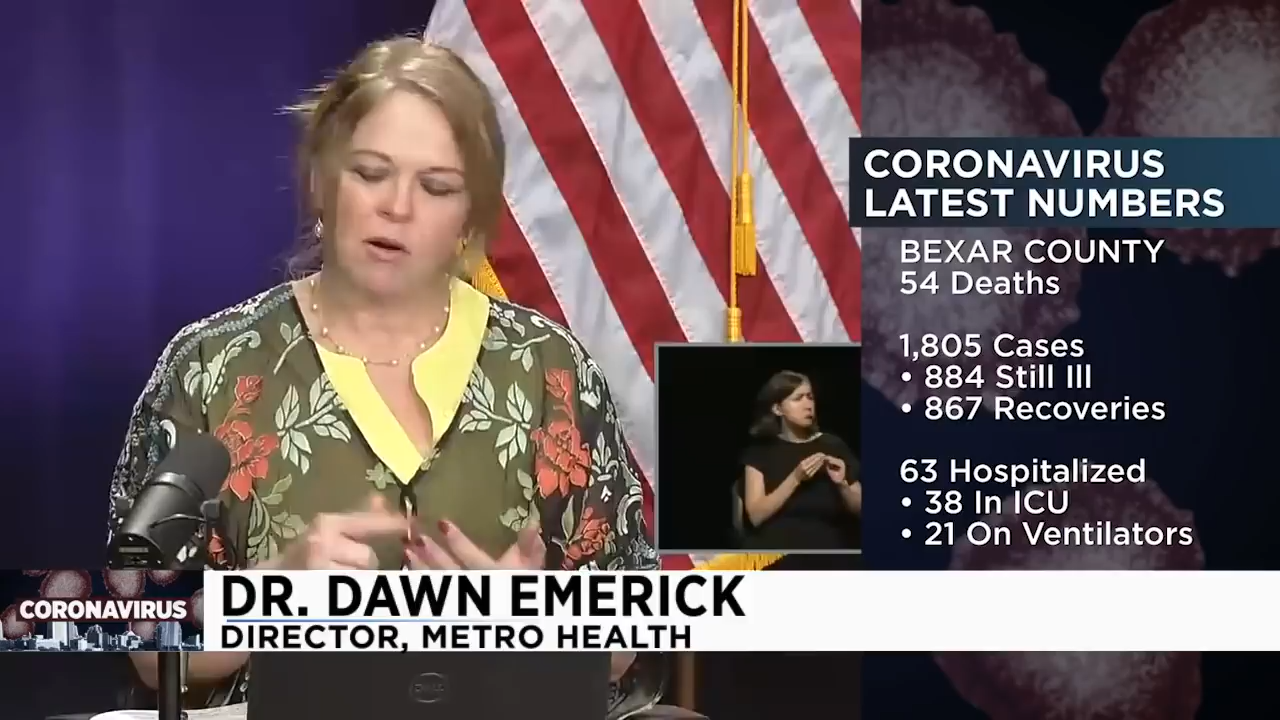 CORONAVIRUS
LATEST NUMBERS
BEXAR COUNTY
54 Deaths
1,805 Cases
• 884 Still Ill
• 867 Recoveries
63 Hospitalized
• 38 In ICU
• 21 On Ventilators
CORONAVIRUS
DR. DAWN EMERICK
DIRECTOR, METRO HEALTH
DELL